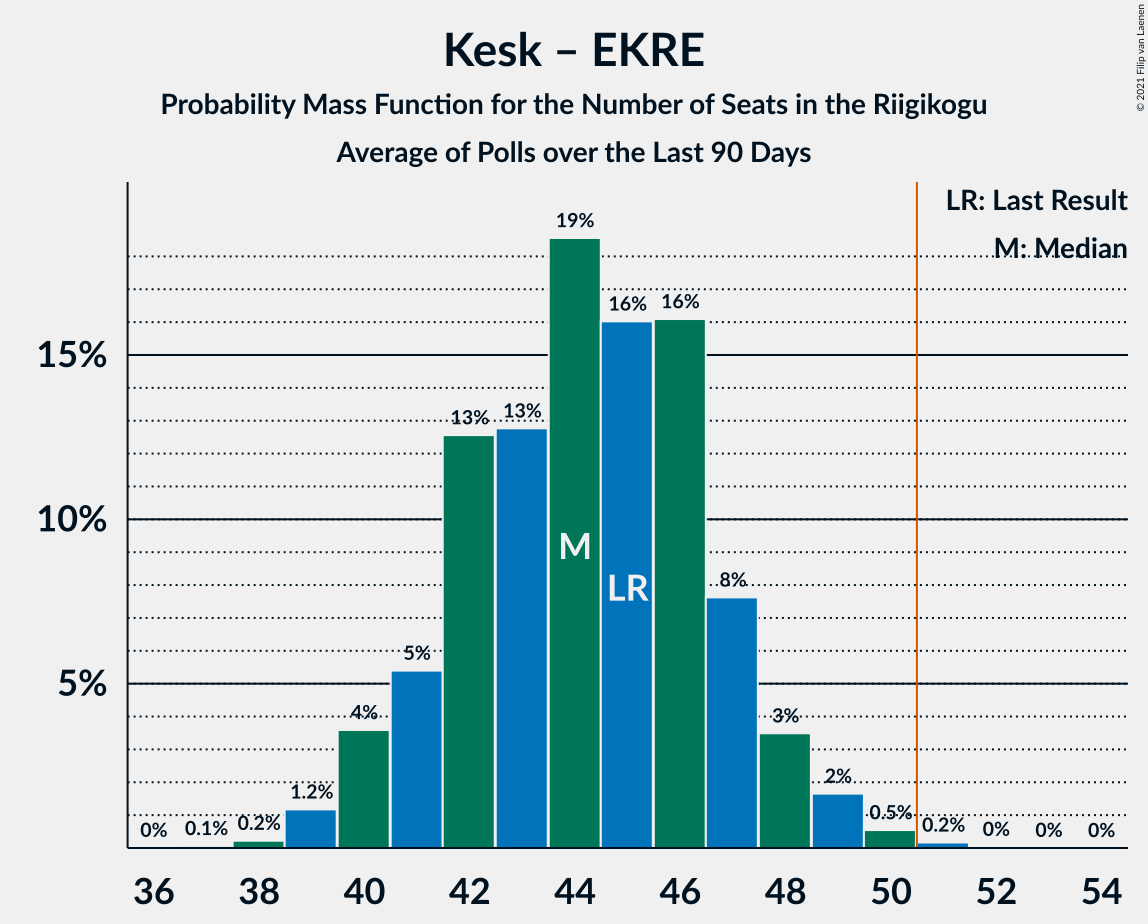 Kesk – EKRE
Probability Mass Function for the Number of Seats in the Riigikogu
Average of Polls over the Last 90 Days
© 2021 Filip van Laenen
LR: Last Result
M: Median
15%
10%
5%
0%
0.1%
0.2%
1.2%
4%
5%
13%
13%
19%
16%
16%
8%
3%
2%
0.5%
0.2%
0%
0%
0%
M
LR
36 38 40 42 44 46 48 50 52 54